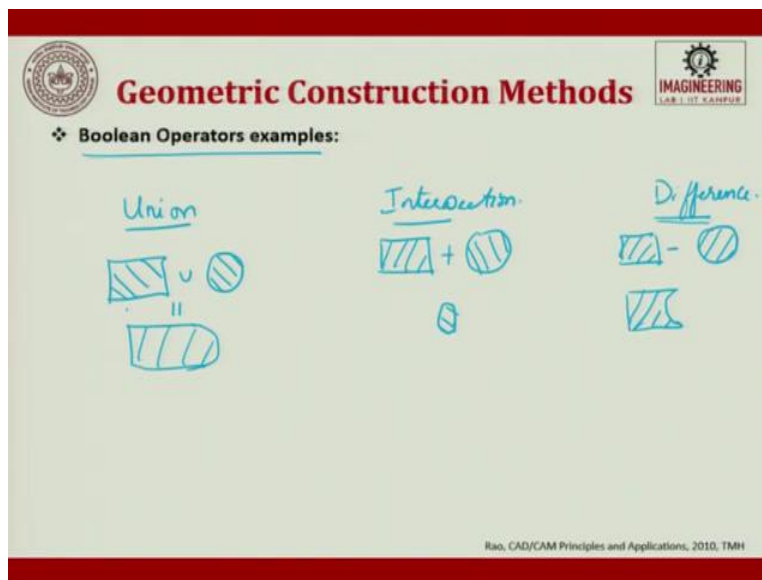 Geometric Construction Methods
IMAGINEERING
LAB | IIT KANPUR
❖ Boolean Operators examples:
Union
Intersection.
Difference.
∪
+
-
=
Rao, CAD/CAM Principles and Applications, 2010, TMH